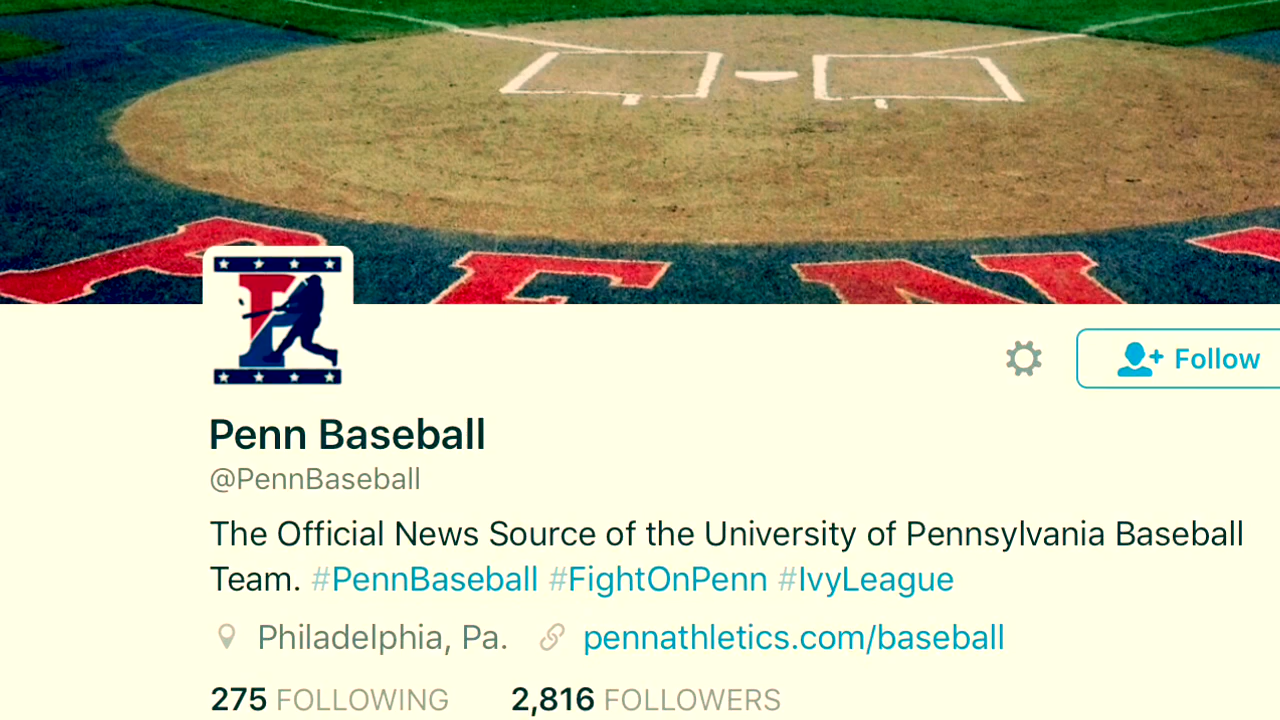 PENN
Follow
Penn Baseball
@PennBaseball
The Official News Source of the University of Pennsylvania Baseball
Team. #PennBaseball #FightOnPenn #IvyLeague
Philadelphia, Pa. pennathletics.com/baseball
275 FOLLOWING 2,816 FOLLOWERS